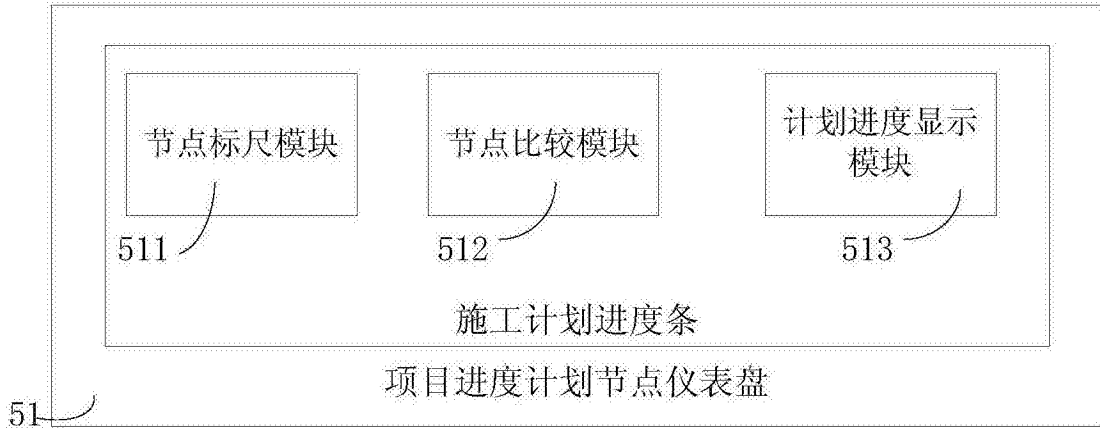 节点标尺模块
节点比较模块
计划进度显示
模块
511
512
513
施工计划进度条
项目进度计划节点仪表盘
51